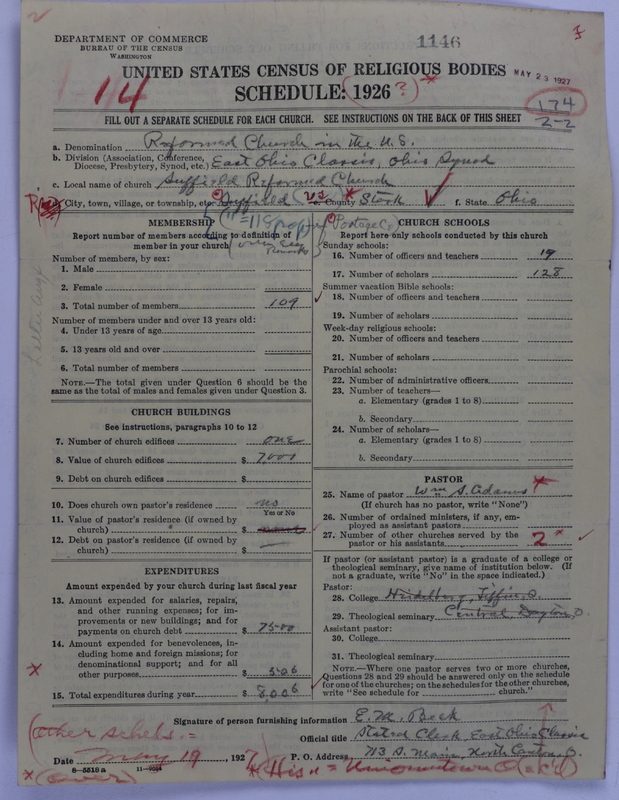 DEPARTMENT OF COMMERCE
BUREAU OF THE CENSUS
WASHINGTON
1146
UNITED STATES CENSUS OF RELIGIOUS BODIES
MAY 23 1927
SCHEDULE: 1926 (?)*
14
174
2-2
FILL OUT A SEPARATE SCHEDULE FOR EACH CHURCH. SEE INSTRUCTIONS ON THE BACK OF THIS SHEET
a. Denomination Reformed Church in the U.S.
b. Division (Association, Conference, Diocese, Presbytery, Synod, etc.) East Ohio Classis, Ohio Synod
c. Local name of church Suffield Reformed Church
City, town, village, or township, etc. Suffield County Stark f. State Ohio
(Portage Co)
MEMBERSHIP
Report number of members according to definition of member in your church
Number of members, by sex:
1. Male
2. Female
3. Total number of members 109
Number of members under and over 13 years old:
4. Under 13 years of age
5. 13 years old and over
6. Total number of members
NOTE.—The total given under Question 6 should be the same as the total of males and females given under Question 3.
CHURCH BUILDINGS
See instructions, paragraphs 10 to 12
7. Number of church edifices one
8. Value of church edifices $ 7,000
9. Debt on church edifices $
10. Does church own pastor's residence no
Yes or No
11. Value of pastor's residence (if owned by church) $
12. Debt on pastor's residence (if owned by church) $
EXPENDITURES
Amount expended by your church during last fiscal year
13. Amount expended for salaries, repairs, and other running expenses; for improvements or new buildings; and for payments on church debt $ 7500
14. Amount expended for benevolences, including home and foreign missions; for denominational support; and for all other purposes $ 506
15. Total expenditures during year $ 8,006
CHURCH SCHOOLS
Report here only schools conducted by this church
Sunday schools:
16. Number of officers and teachers 19
17. Number of scholars 128
Summer vacation Bible schools:
18. Number of officers and teachers
19. Number of scholars
Week-day religious schools:
20. Number of officers and teachers
21. Number of scholars
Parochial schools:
22. Number of administrative officers
23. Number of teachers—
a. Elementary (grades 1 to 8)
b. Secondary
24. Number of scholars—
a. Elementary (grades 1 to 8)
b. Secondary
PASTOR
25. Name of pastor Wm. S. Adams *
(If church has no pastor, write "None")
26. Number of ordained ministers, if any, employed as assistant pastors
27. Number of other churches served by the pastor or his assistants 2*
If pastor (or assistant pastor) is a graduate of a college or theological seminary, give name of institution below. (If not a graduate, write "No" in the space indicated.)
Pastor:
28. College Heidelberg, Tiffin, O.
29. Theological seminary Central, Dayton, O
Assistant pastor:
30. College
31. Theological seminary
NOTE.—Where one pastor serves two or more churches, Questions 28 and 29 should be answered only on the schedule for one of the churches; on the schedules for the other churches, write "See schedule for church."
Signature of person furnishing information E. M. Beck
Official title Stated Clerk, East Ohio Classis
(other scheds. =
Date May 19, 1927
P. O. Address 713 S. Main, North Canton, O.
8—5518a
* (over)
* His " = Uniontown O (ck'd)